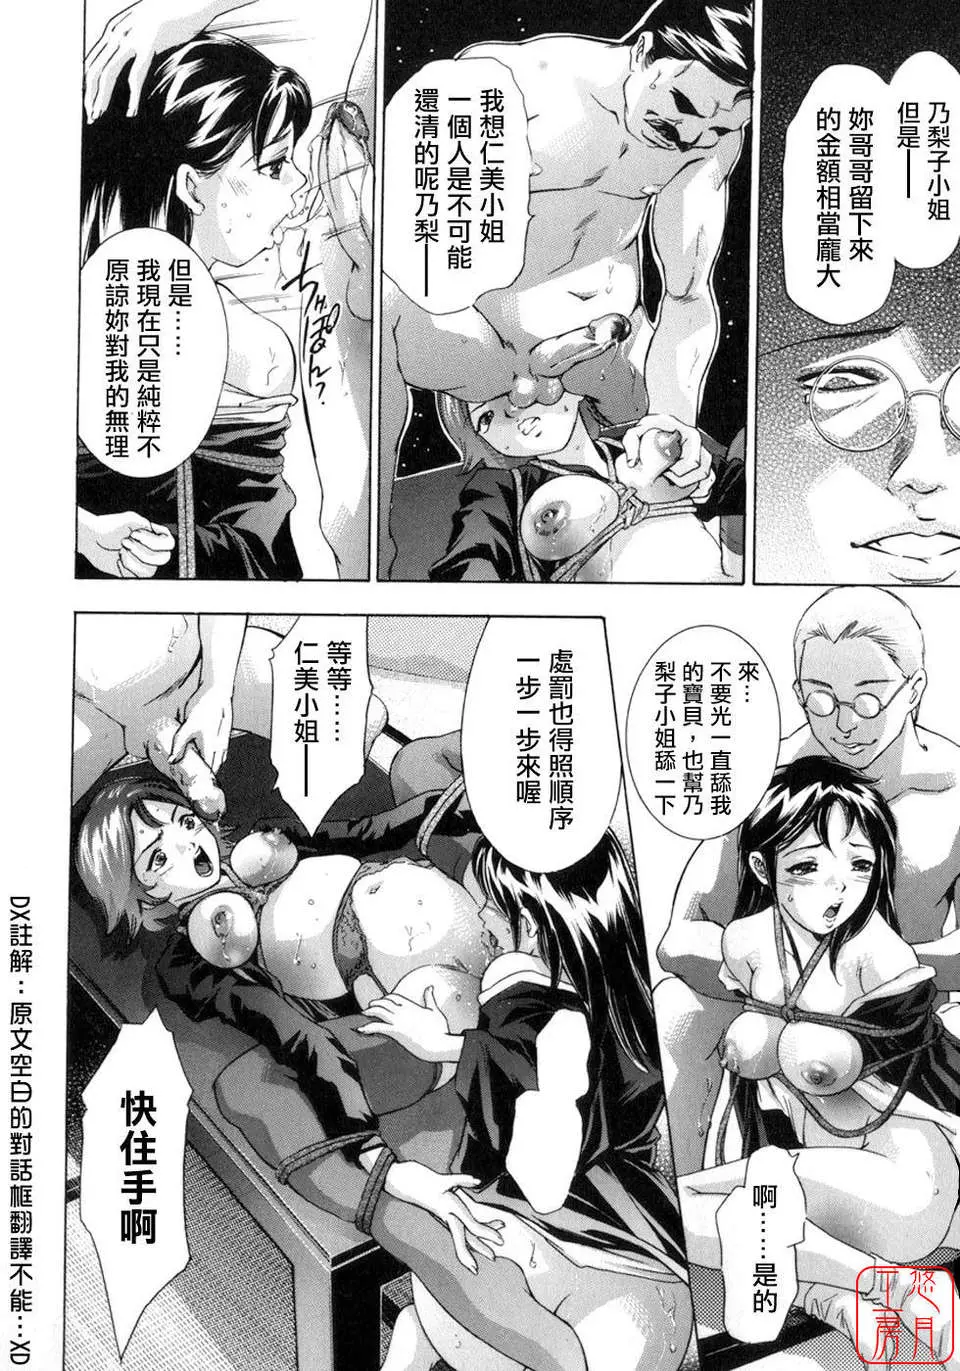 乃梨子小姐
但是──
妳哥哥留下來
的金額相當龐大
我想仁美小姐
一個人是不可能
還清的呢乃梨──
ちゅ
ぽん?
但是……
我現在只是純粹不
原諒妳對我的無理
來…
不要光一直舔我
的寶貝，也幫乃
梨子小姐舔一下
啊……是的
處罰也得照順序
一步一步來喔
等等……
仁美小姐──
快住手啊
DX註解：原文空白的對話框翻譯不能…XD
悠月